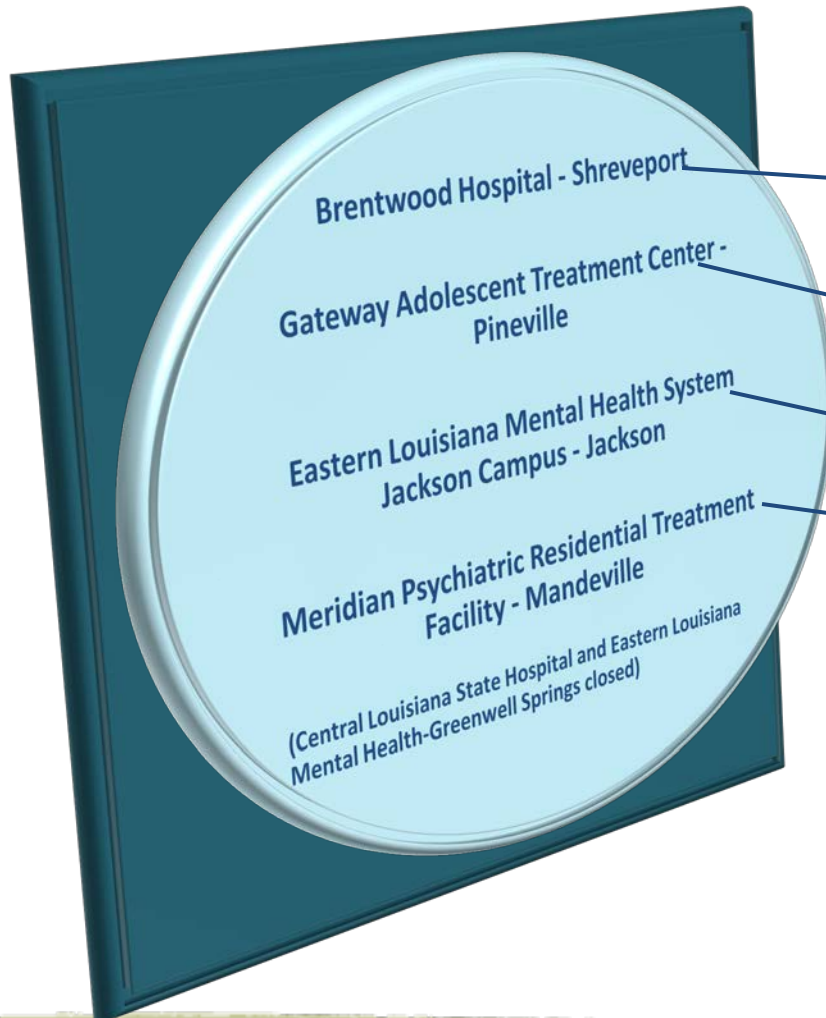 Brentwood Hospital - Shreveport
Gateway Adolescent Treatment Center -
Pineville
Eastern Louisiana Mental Health System
Jackson Campus - Jackson
Meridian Psychiatric Residential Treatment
Facility - Mandeville
(Central Louisiana State Hospital and Eastern Louisiana
Mental Health-Greenwell Springs closed)